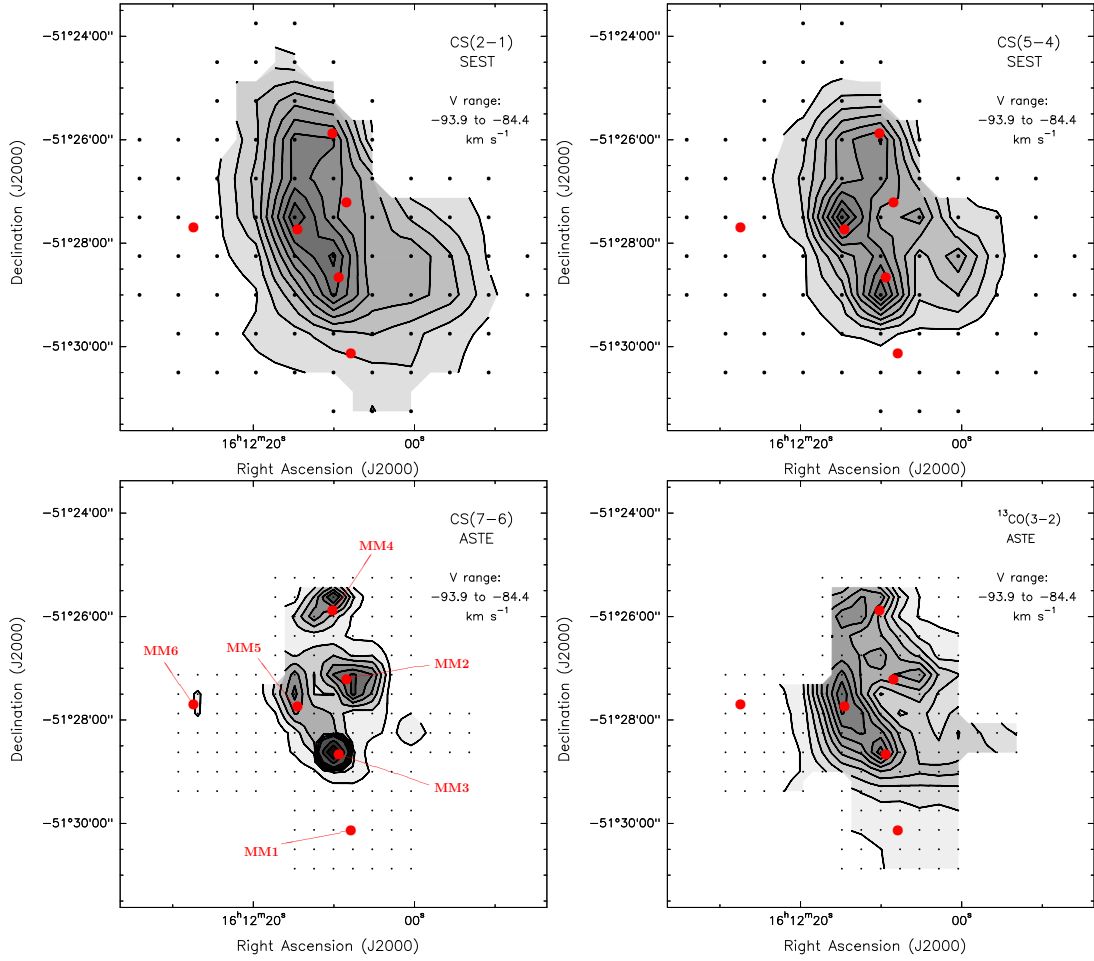 CS(2−1)
SEST
V range:
−93.9 to −84.4
km s⁻¹
−51°24'00''
−51°26'00''
−51°28'00''
−51°30'00''
Declination (J2000)
16ʰ12ᵐ20ˢ
00ˢ
Right Ascension (J2000)
CS(5−4)
SEST
V range:
−93.9 to −84.4
km s⁻¹
−51°24'00''
−51°26'00''
−51°28'00''
−51°30'00''
Declination (J2000)
16ʰ12ᵐ20ˢ
00ˢ
Right Ascension (J2000)
CS(7−6)
ASTE
V range:
−93.9 to −84.4
km s⁻¹
MM4
MM6
MM5
MM2
MM3
MM1
−51°24'00''
−51°26'00''
−51°28'00''
−51°30'00''
Declination (J2000)
16ʰ12ᵐ20ˢ
00ˢ
Right Ascension (J2000)
¹³CO(3−2)
ASTE
V range:
−93.9 to −84.4
km s⁻¹
−51°24'00''
−51°26'00''
−51°28'00''
−51°30'00''
Declination (J2000)
16ʰ12ᵐ20ˢ
00ˢ
Right Ascension (J2000)